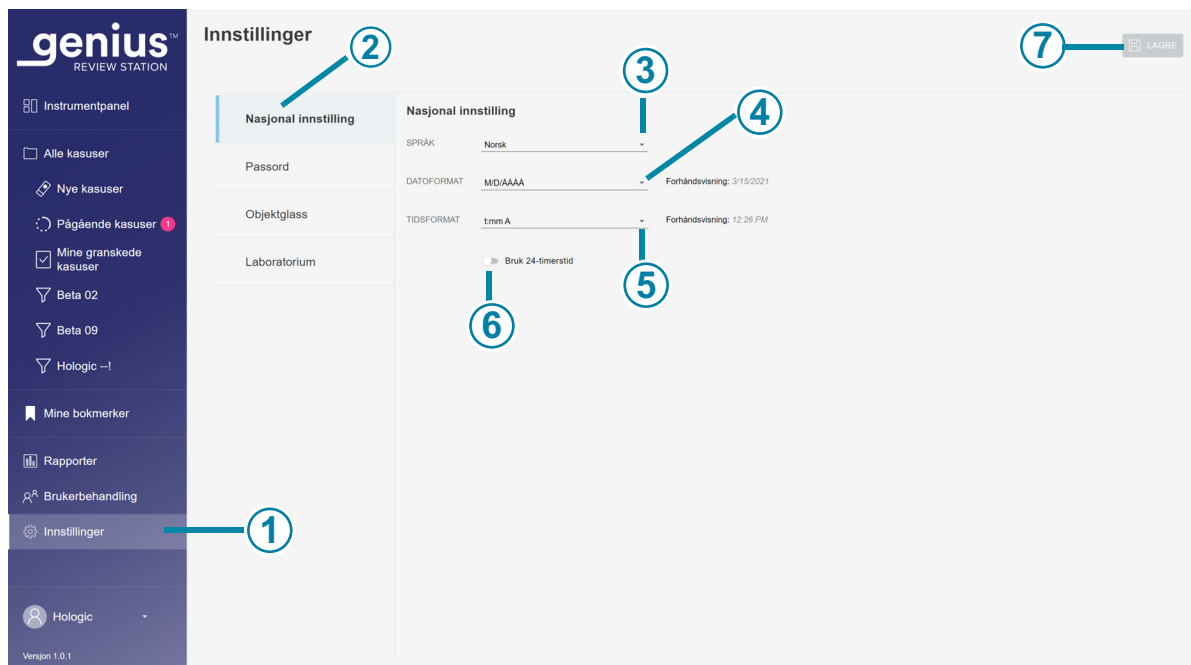 genius™
REVIEW STATION
Instrumentpanel
Alle kasuser
Nye kasuser
Pågående kasuser 1
Mine granskede
kasuser
Beta 02
Beta 09
Hologic --!
Mine bokmerker
Rapporter
Brukerbehandling
Innstillinger
Hologic
Versjon 1.0.1
Innstillinger
LAGRE
Nasjonal innstilling
Passord
Objektglass
Laboratorium
Nasjonal innstilling
SPRÅK Norsk
DATOFORMAT M/D/ÅÅÅÅ Forhåndsvisning: 3/15/2021
TIDSFORMAT t:mm A Forhåndsvisning: 12:26 PM
Bruk 24-timerstid
1
2
3
4
5
6
7